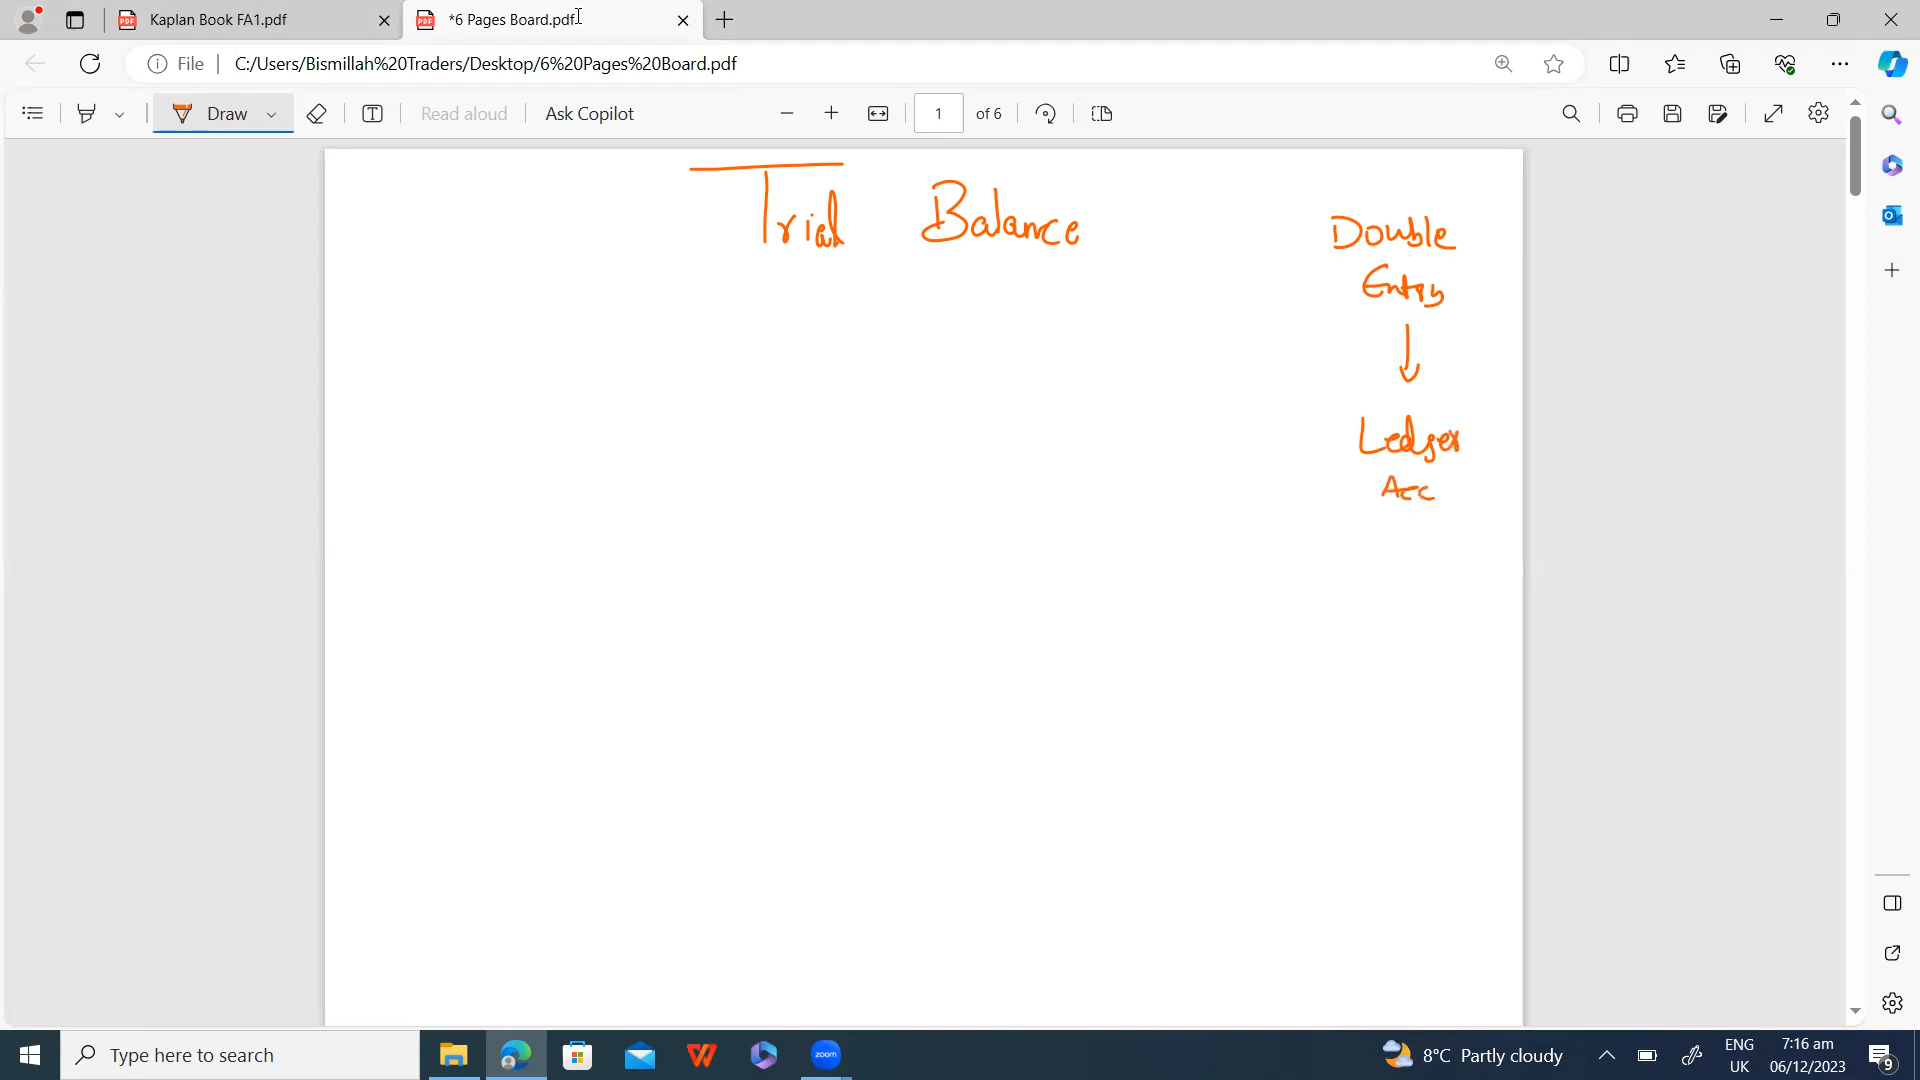 Kaplan Book FA1.pdf
*6 Pages Board.pdf
File
C:/Users/Bismillah%20Traders/Desktop/6%20Pages%20Board.pdf
Draw
Read aloud
Ask Copilot
1
of 6
Trial Balance
Double
Entry
Ledger
Acc
Type here to search
zoom
8°C Partly cloudy
ENG
UK
7:16 am
06/12/2023
9